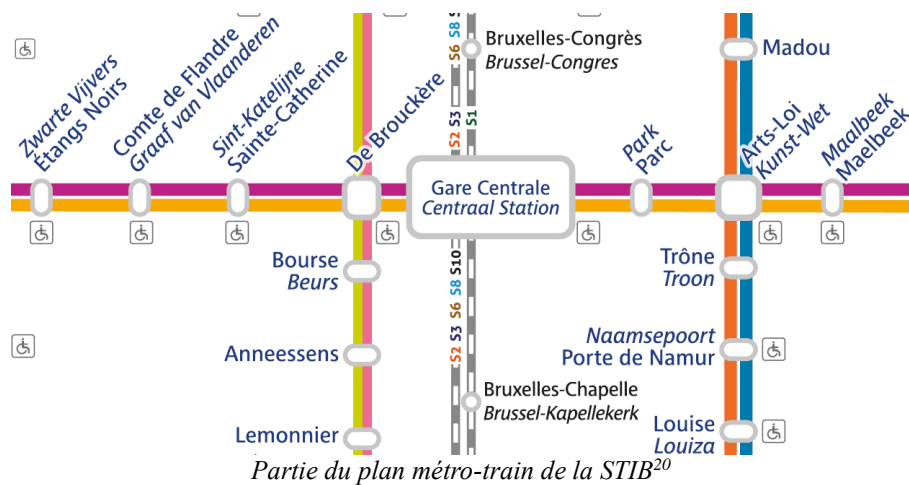 S8
S6
S3
S2
S1
Bruxelles-Congrès
Brussel-Congres
Madou
Zwarte Vijvers
Étangs Noirs
Comte de Flandre
Graaf van Vlaanderen
Sint-Katelijne
Sainte-Catherine
De Brouckère
Gare Centrale
Centraal Station
Park
Parc
Arts-Loi
Kunst-Wet
Maalbeek
Maelbeek
Bourse
Beurs
S10
S8
S6
S3
S2
Trône
Troon
Anneessens
Naamsepoort
Porte de Namur
Bruxelles-Chapelle
Brussel-Kapellekerk
Lemonnier
Louise
Louiza
Partie du plan métro-train de la STIB20